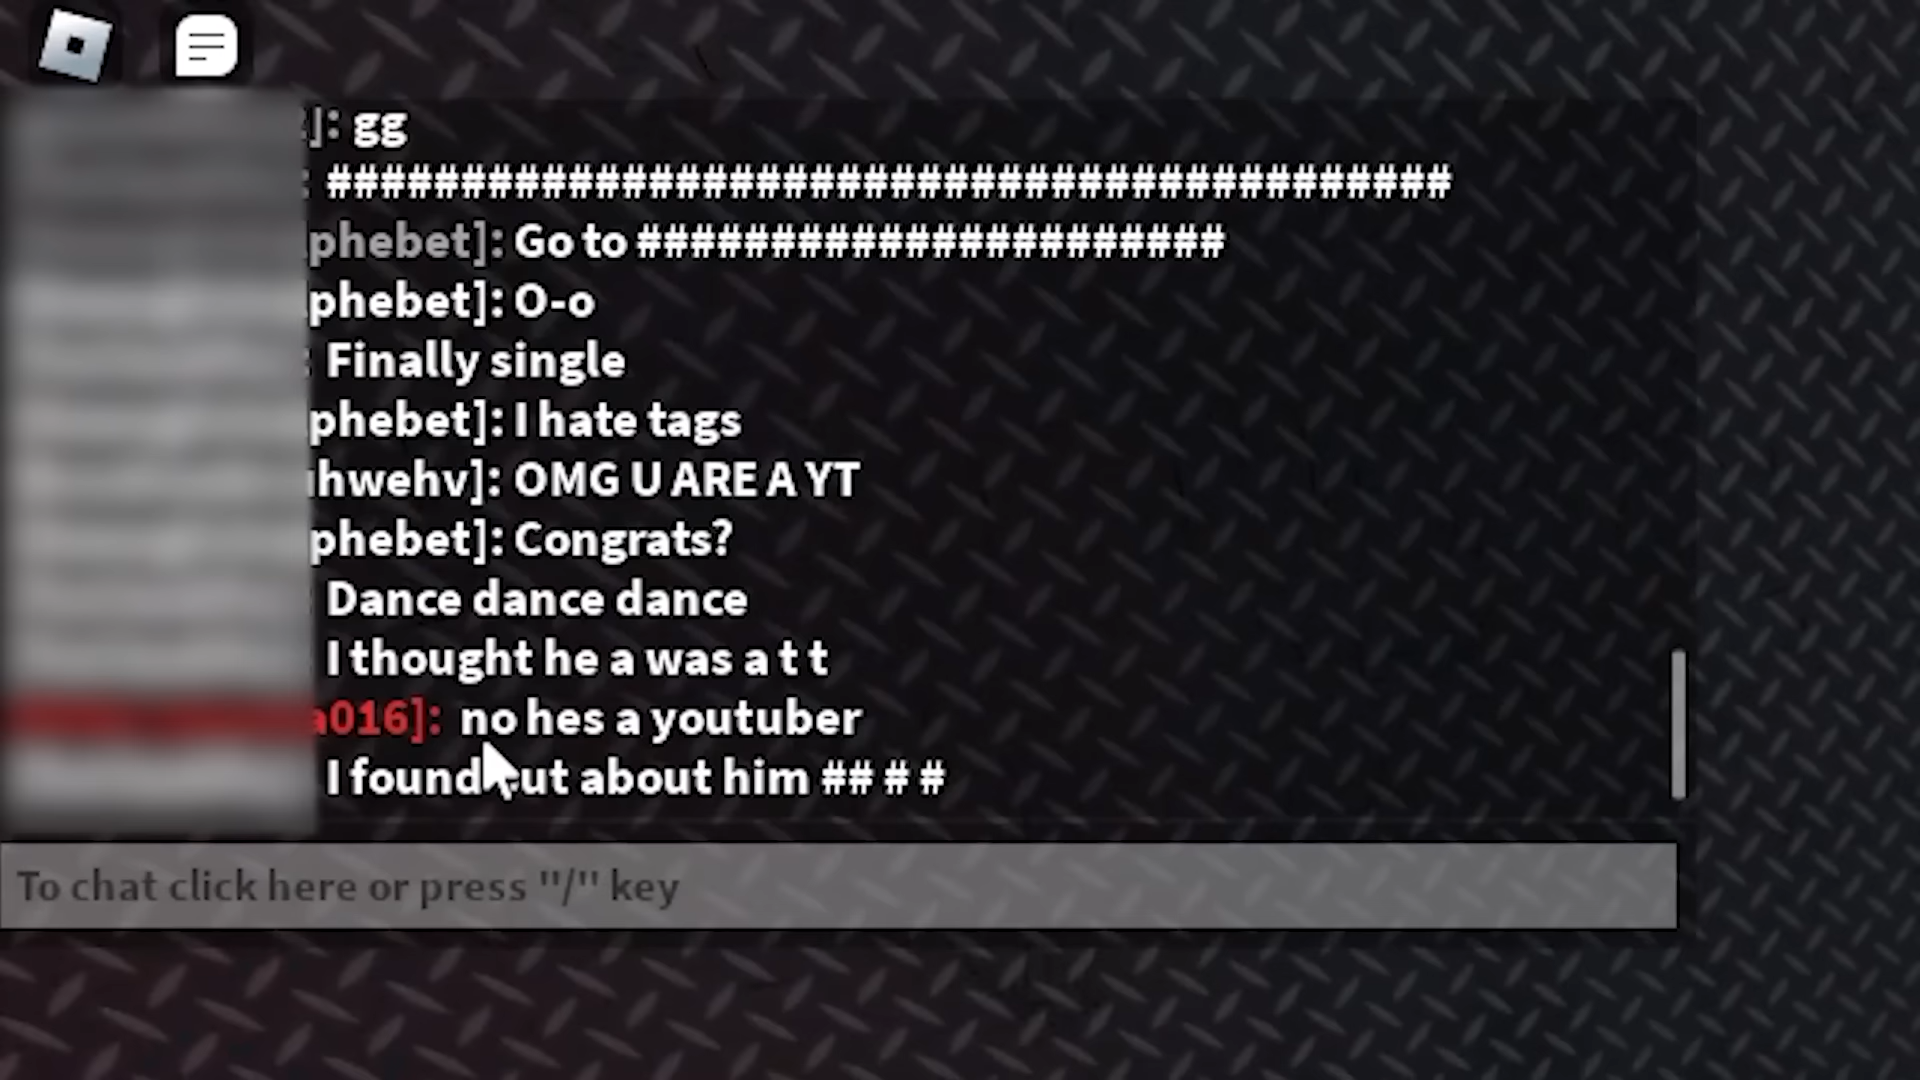 ]: gg
: ##########################################
phebet]: Go to ######################
phebet]: O-o
: Finally single
phebet]: I hate tags
hwehv]: OMG U ARE A YT
phebet]: Congrats?
Dance dance dance
I thought he a was a t t
a016]: no hes a youtuber
I found out about him ## # #
To chat click here or press "/" key